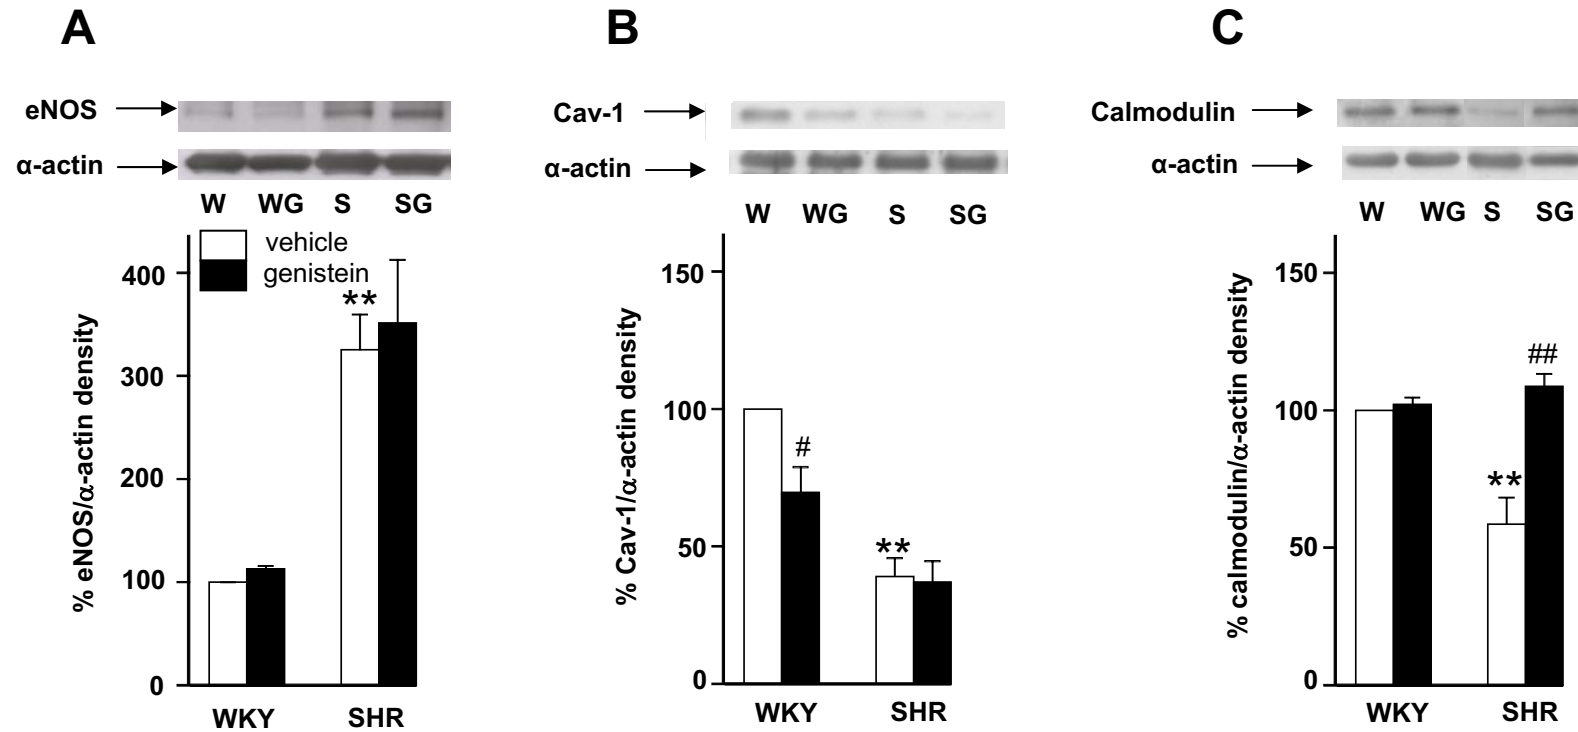 A
eNOS
α-actin
W WG S SG
vehicle
genistein
400
300
200
100
0
**
% eNOS/α-actin density
WKY SHR
B
Cav-1
α-actin
W WG S SG
150
100
50
0
#
**
% Cav-1/α-actin density
WKY SHR
C
Calmodulin
α-actin
W WG S SG
150
100
50
0
##
**
% calmodulin/α-actin density
WKY SHR